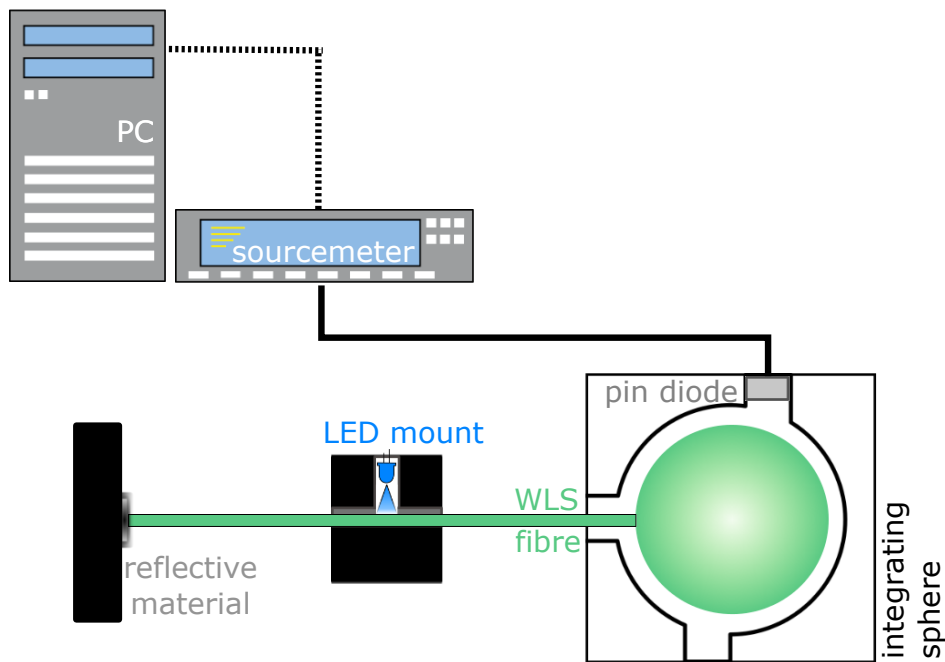 PC
sourcemeter
pin diode
LED mount
WLS
fibre
reflective
material
integrating
sphere